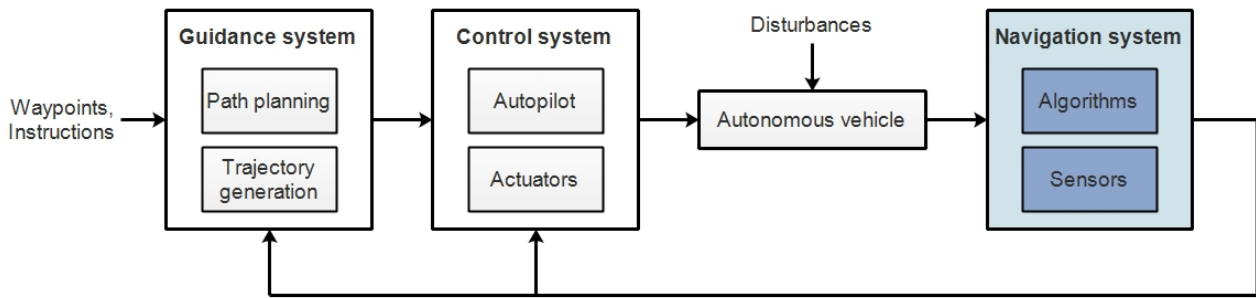 Waypoints,
Instructions
Guidance system
Path planning
Trajectory
generation
Control system
Autopilot
Actuators
Disturbances
Autonomous vehicle
Navigation system
Algorithms
Sensors